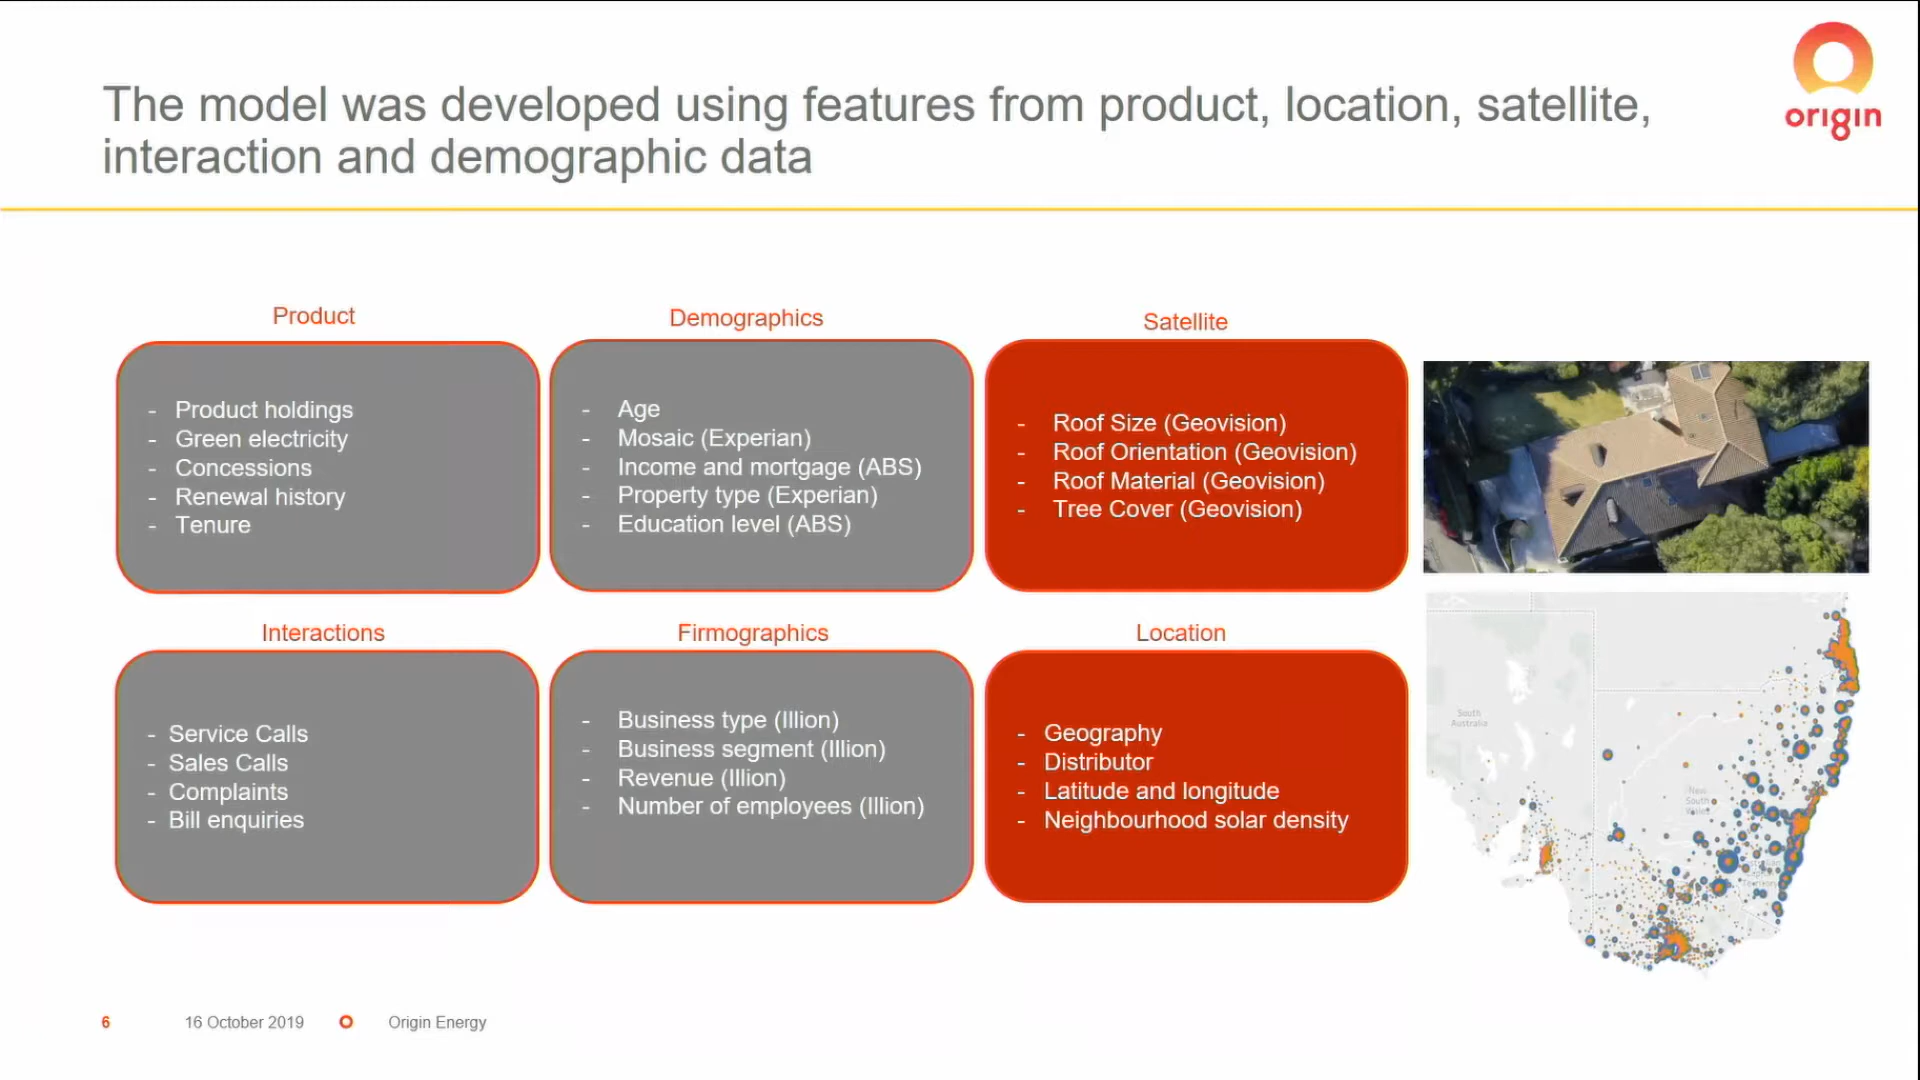 origin
The model was developed using features from product, location, satellite,
interaction and demographic data
Product
- Product holdings
- Green electricity
- Concessions
- Renewal history
- Tenure
Demographics
- Age
- Mosaic (Experian)
- Income and mortgage (ABS)
- Property type (Experian)
- Education level (ABS)
Satellite
- Roof Size (Geovision)
- Roof Orientation (Geovision)
- Roof Material (Geovision)
- Tree Cover (Geovision)
Interactions
- Service Calls
- Sales Calls
- Complaints
- Bill enquiries
Firmographics
- Business type (Illion)
- Business segment (Illion)
- Revenue (Illion)
- Number of employees (Illion)
Location
- Geography
- Distributor
- Latitude and longitude
- Neighbourhood solar density
South
Australia
New
South
6 16 October 2019 Origin Energy